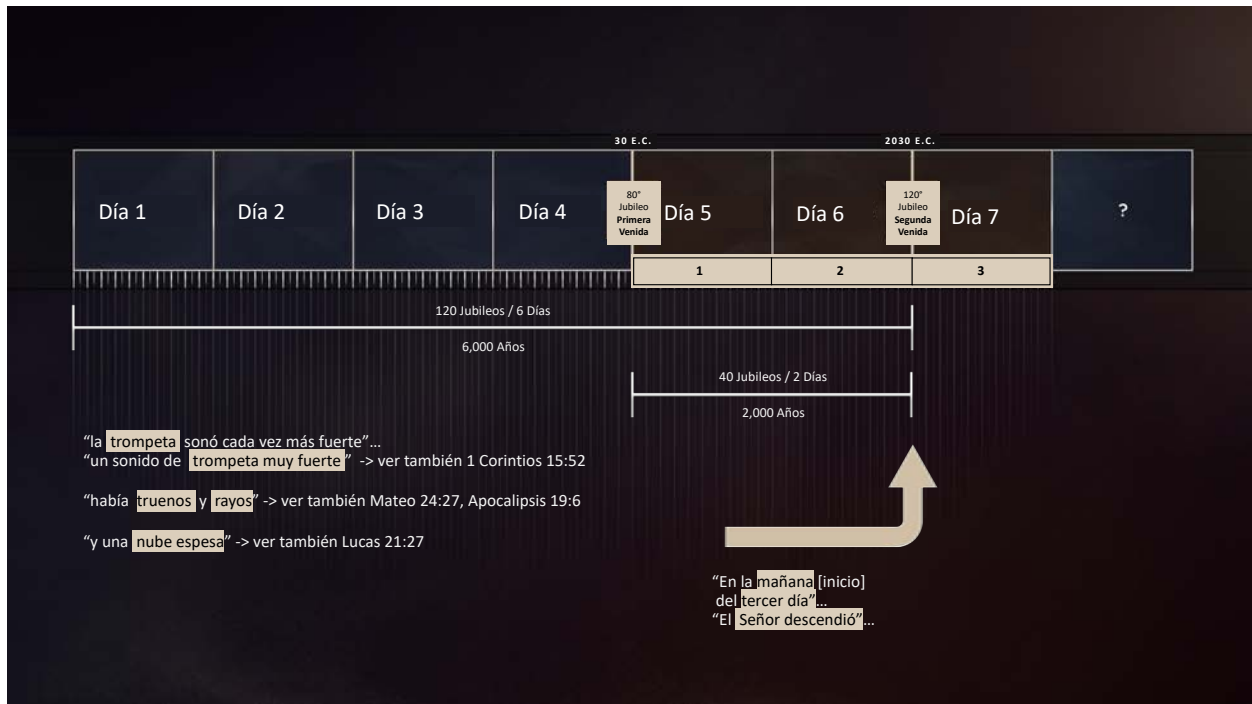 30 E.C.
2030 E.C.
Día 1
Día 2
Día 3
Día 4
80°
Jubileo
Primera
Venida
Día 5
Día 6
120°
Jubileo
Segunda
Venida
Día 7
?
1
2
3
120 Jubileos / 6 Días
6,000 Años
40 Jubileos / 2 Días
2,000 Años
“la trompeta sonó cada vez más fuerte”...
“un sonido de trompeta muy fuerte” -> ver también 1 Corintios 15:52
“había truenos y rayos” -> ver también Mateo 24:27, Apocalipsis 19:6
“y una nube espesa” -> ver también Lucas 21:27
“En la mañana [inicio]
del tercer día”...
“El Señor descendió”...